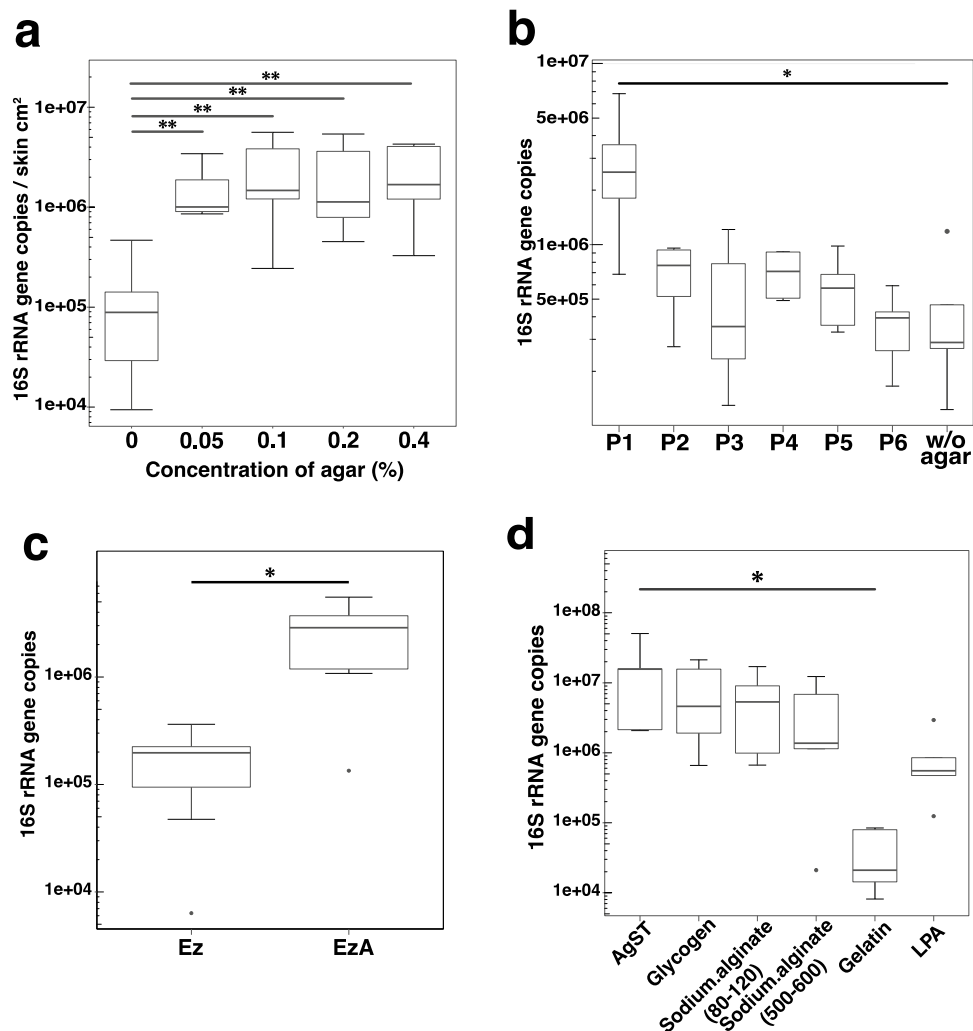 a
16S rRNA gene copies / skin cm²
1e+07
1e+06
1e+05
1e+04
**
**
**
**
0 0.05 0.1 0.2 0.4
Concentration of agar (%)
b
16S rRNA gene copies
1e+07
5e+06
1e+06
5e+05
*
P1 P2 P3 P4 P5 P6 w/o
agar
c
16S rRNA gene copies
1e+06
1e+05
1e+04
*
Ez EzA
d
16S rRNA gene copies
1e+08
1e+07
1e+06
1e+05
1e+04
*
AgST
Glycogen
Sodium.alginate
(80-120)
Sodium.alginate
(500-600)
Gelatin
LPA